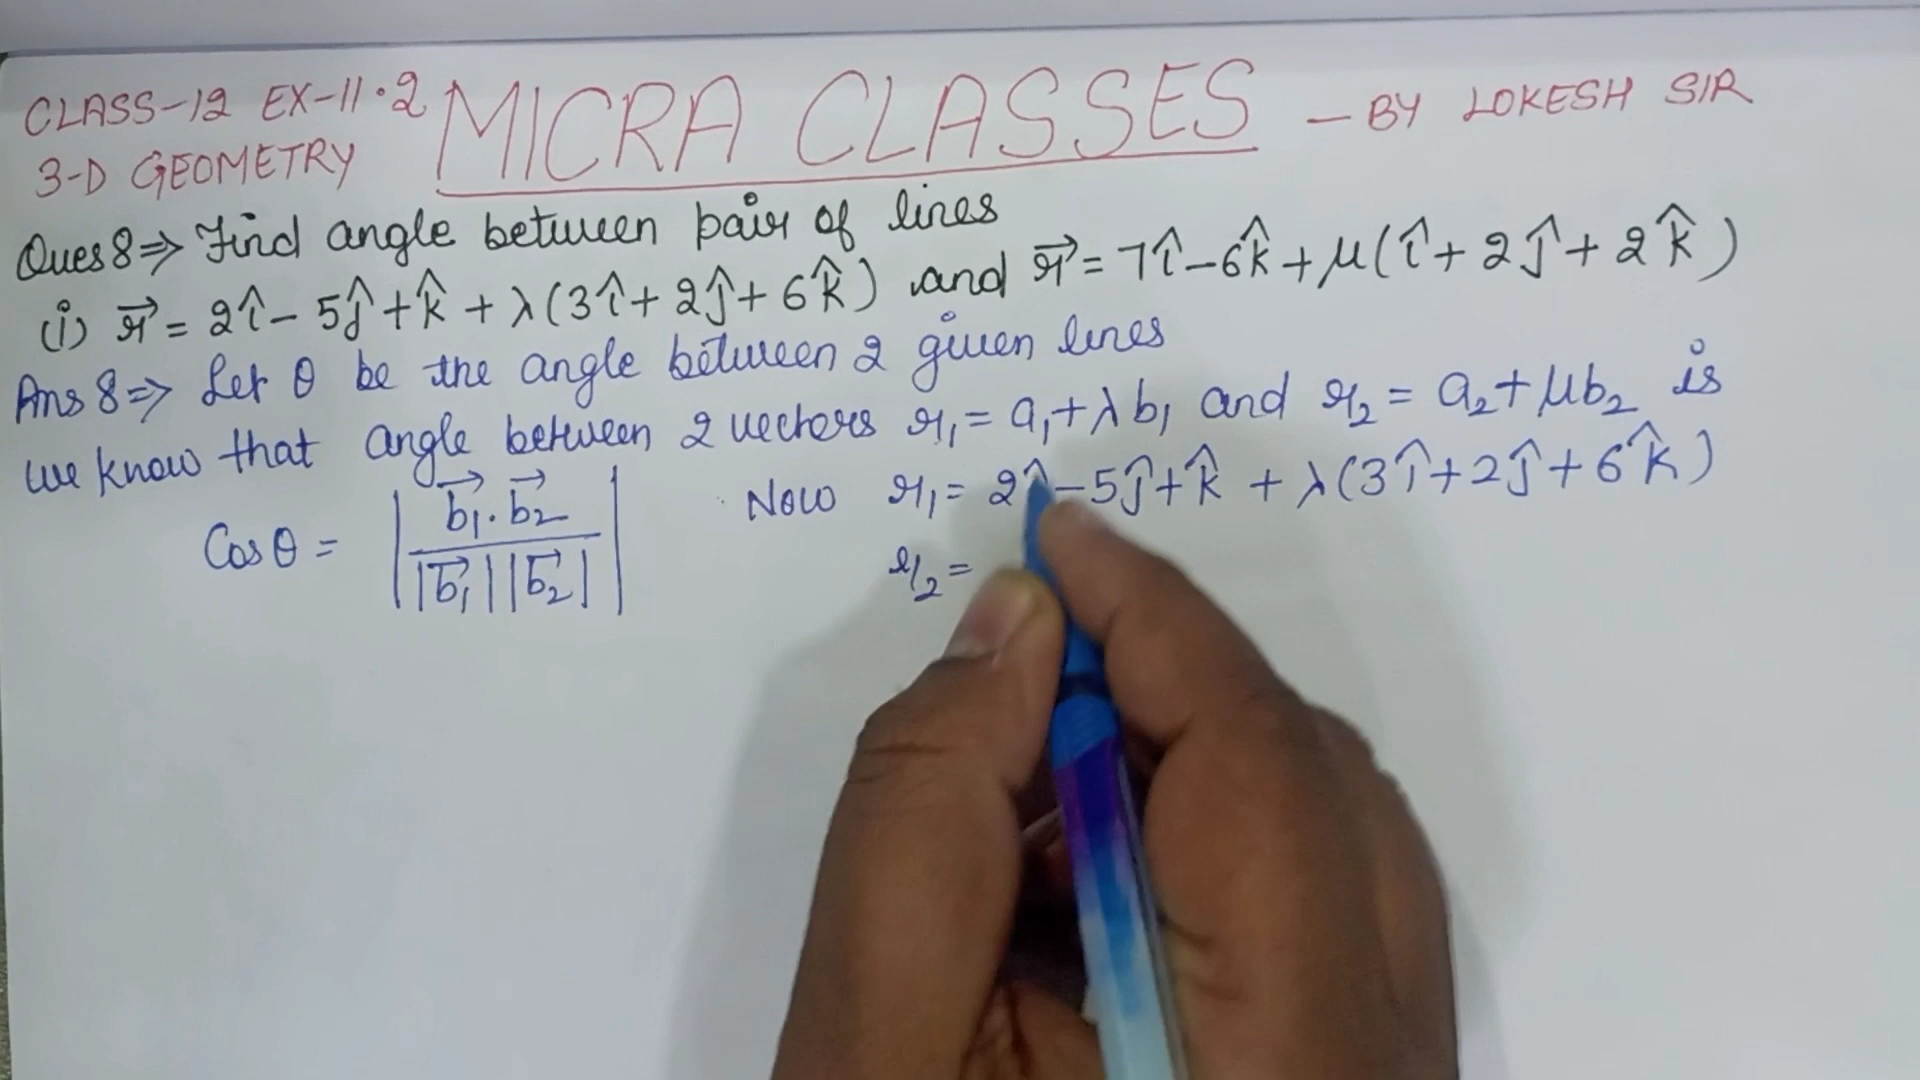 CLASS-12 EX-11.2 MICRA CLASSES - BY LOKESH SIR
3-D GEOMETRY
Ques 8⇒ Find angle between pair of lines
(i) r⃗ = 2î - 5ĵ + k̂ + λ(3î + 2ĵ + 6k̂) and r⃗ = 7î - 6k̂ + μ(î + 2ĵ + 2k̂)
Ans 8⇒ Let θ be the angle between 2 given lines
we know that angle between 2 vectors r₁ = a₁ + λb₁ and r₂ = a₂ + μb₂ is
Cosθ = | b⃗₁ . b⃗₂ / |b⃗₁| |b⃗₂| |
Now r₁ = 2î - 5ĵ + k̂ + λ(3î + 2ĵ + 6k̂)
r₂ =